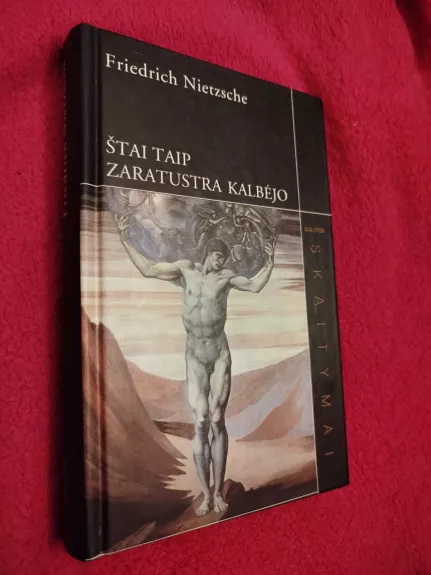 Friedrich Nietzsche
ŠTAI TAIP
ZARATUSTRA KALBĖJO
SKAITYMAI